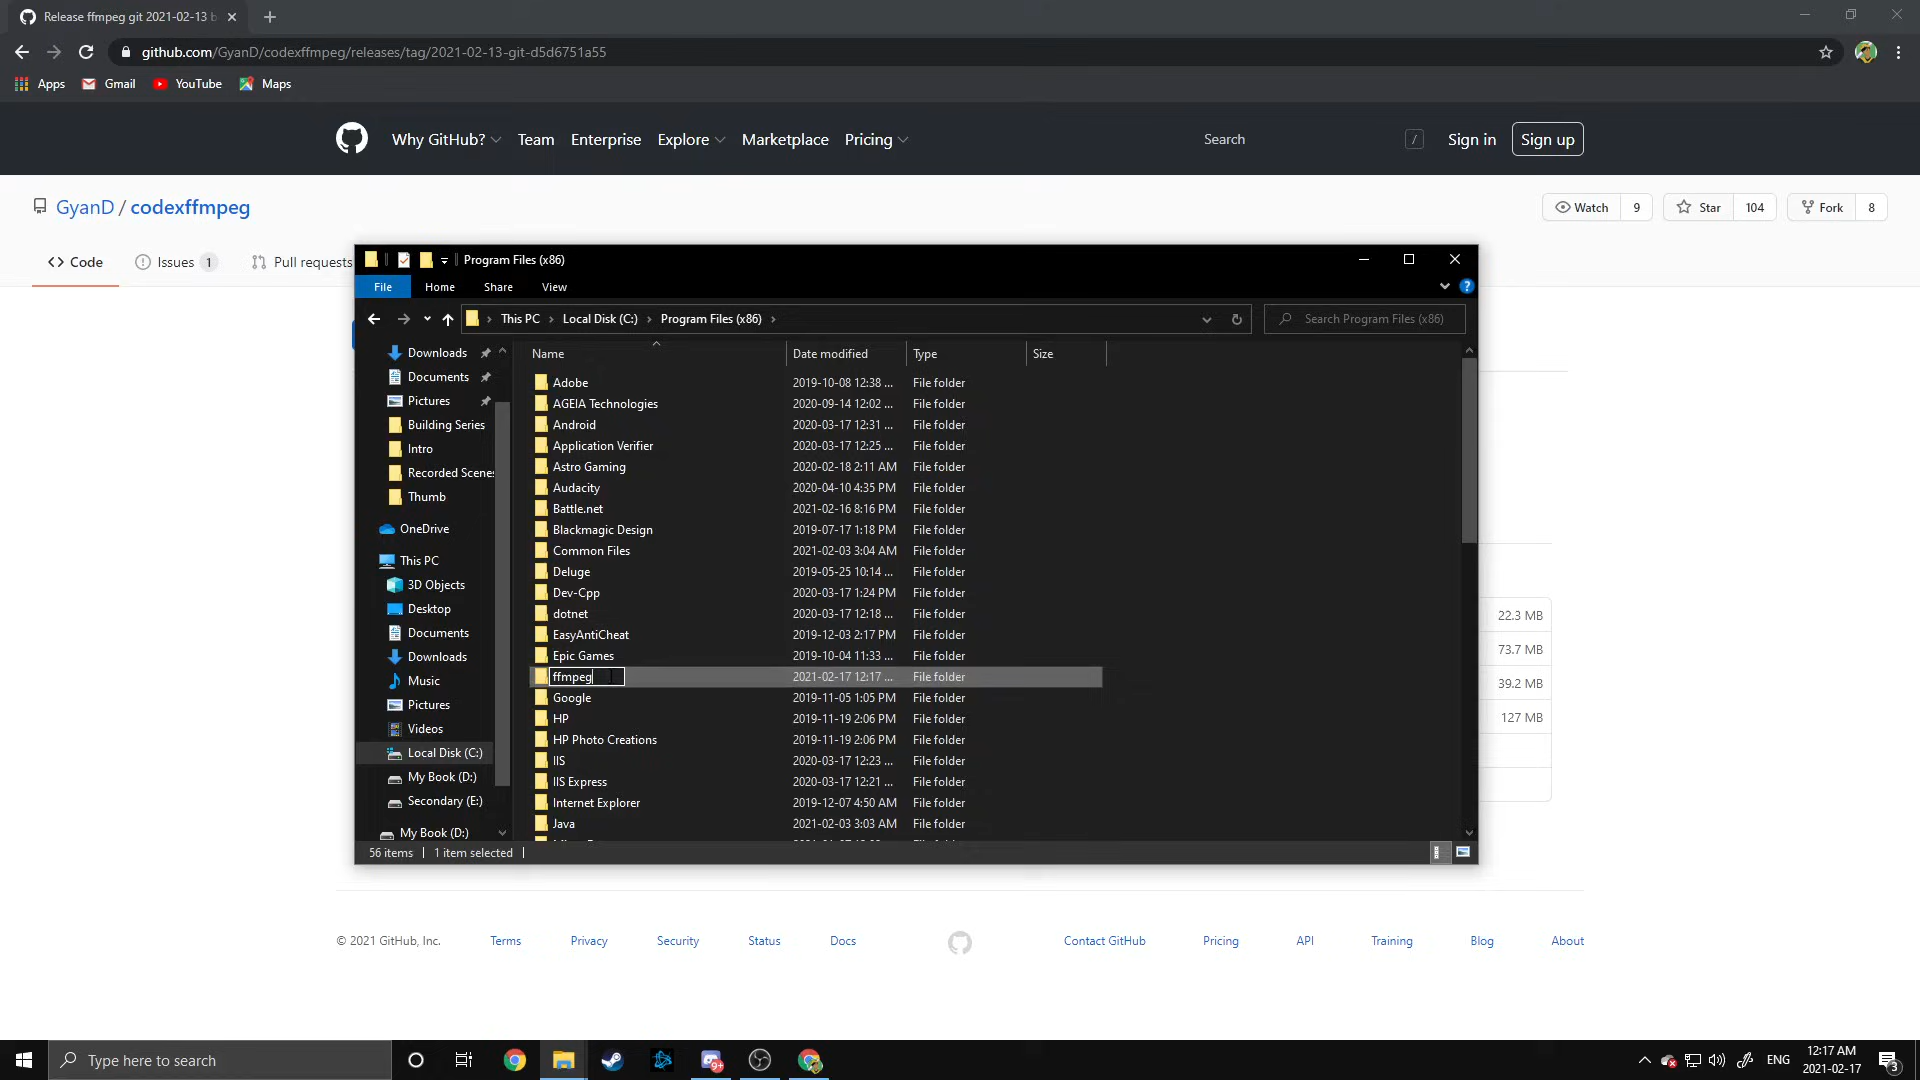 Release ffmpeg git 2021-02-13 b
github.com/GyanD/codexffmpeg/releases/tag/2021-02-13-git-d5d6751a55
Apps Gmail YouTube Maps
Why GitHub? Team Enterprise Explore Marketplace Pricing Search / Sign in Sign up
GyanD / codexffmpeg Watch 9 Star 104 Fork 8
Code Issues 1 Pull requests
Program Files (x86)
File Home Share View
This PC Local Disk (C:) Program Files (x86) Search Program Files (x86)
Name Date modified Type Size
Downloads
Documents
Pictures
Building Series
Intro
Recorded Scenes
Thumb
OneDrive
This PC
3D Objects
Desktop
Documents
Downloads
Music
Pictures
Videos
Local Disk (C:)
My Book (D:)
Secondary (E:)
My Book (D:)
Adobe 2019-10-08 12:38 ... File folder
AGEIA Technologies 2020-09-14 12:02 ... File folder
Android 2020-03-17 12:31 ... File folder
Application Verifier 2020-03-17 12:25 ... File folder
Astro Gaming 2020-02-18 2:11 AM File folder
Audacity 2020-04-10 4:35 PM File folder
Battle.net 2021-02-16 8:16 PM File folder
Blackmagic Design 2019-07-17 1:18 PM File folder
Common Files 2021-02-03 3:04 AM File folder
Deluge 2019-05-25 10:14 ... File folder
Dev-Cpp 2020-03-17 1:24 PM File folder
dotnet 2020-03-17 12:18 ... File folder
EasyAntiCheat 2019-12-03 2:17 PM File folder
Epic Games 2019-10-04 11:33 ... File folder
ffmpeg 2021-02-17 12:17 ... File folder
Google 2019-11-05 1:05 PM File folder
HP 2019-11-19 2:06 PM File folder
HP Photo Creations 2019-11-19 2:06 PM File folder
IIS 2020-03-17 12:23 ... File folder
IIS Express 2020-03-17 12:21 ... File folder
Internet Explorer 2019-12-07 4:50 AM File folder
Java 2021-02-03 3:03 AM File folder
56 items 1 item selected
22.3 MB
73.7 MB
39.2 MB
127 MB
© 2021 GitHub, Inc. Terms Privacy Security Status Docs Contact GitHub Pricing API Training Blog About
Type here to search
ENG 12:17 AM
2021-02-17
3